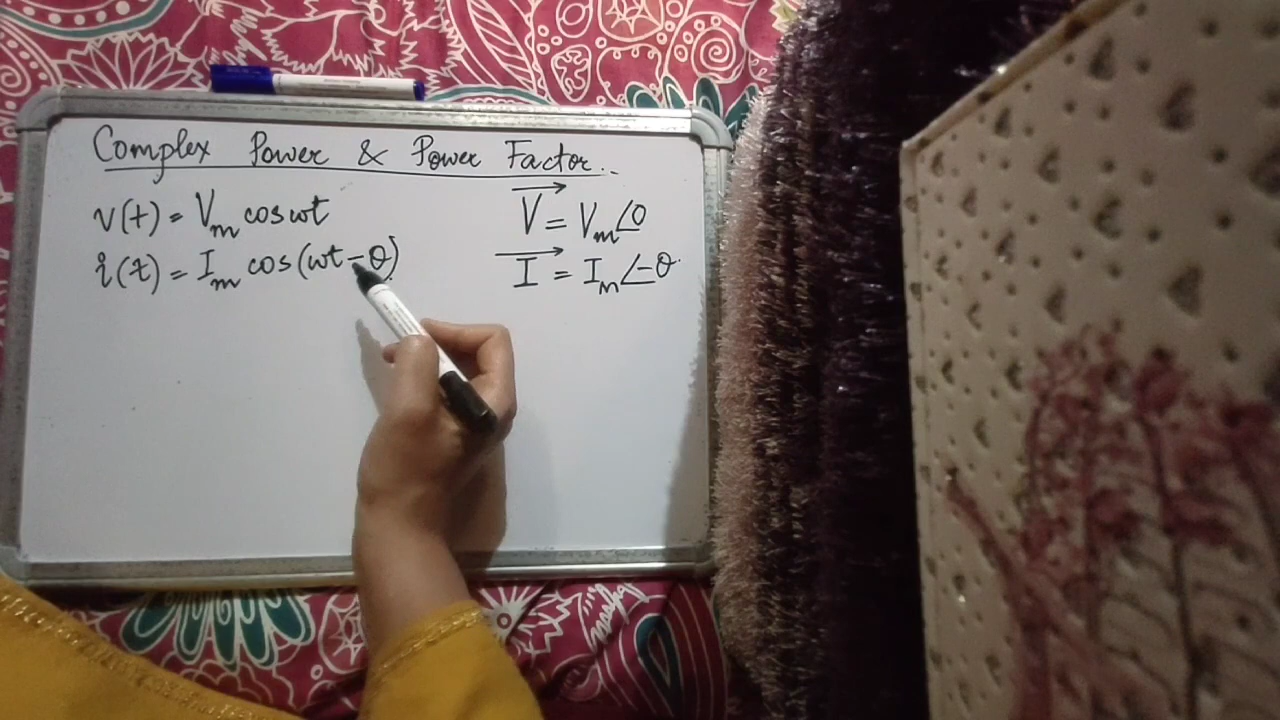 Complex Power & Power Factor.
v(t) = Vm cos wt
V = Vm∠0
i(t) = Im cos(wt-θ)
I = Im∠-θ